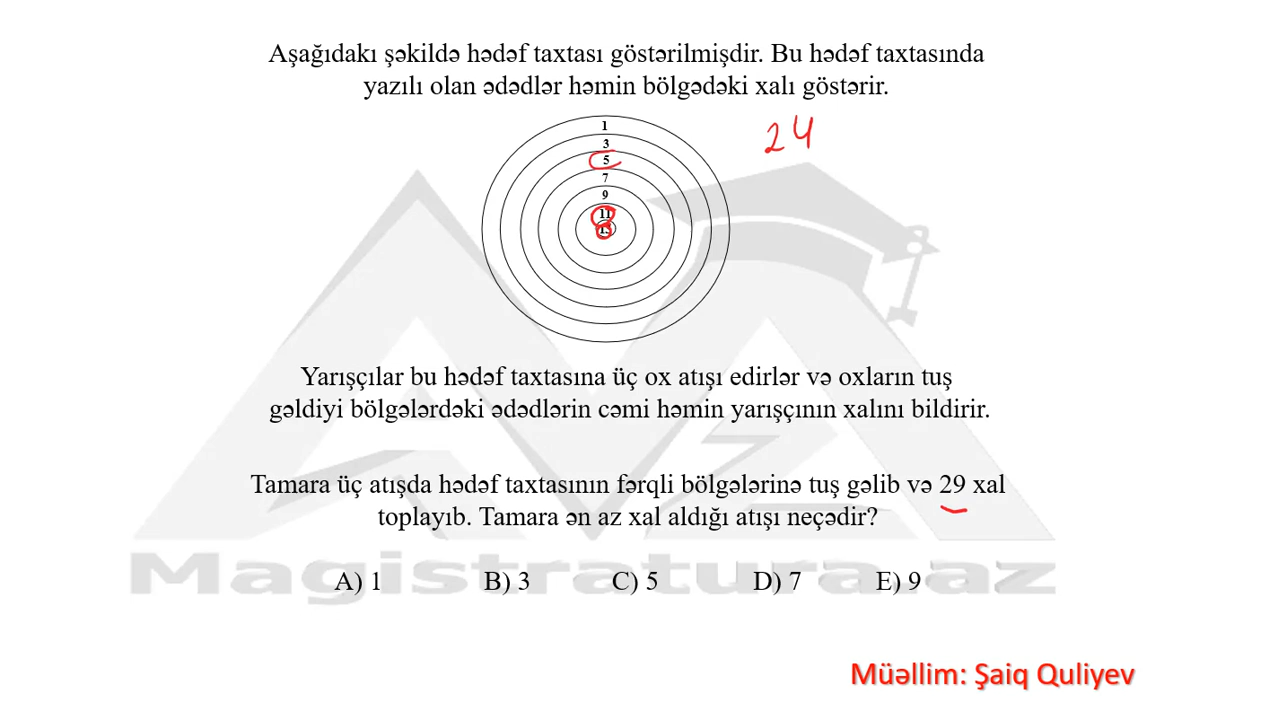 Aşağıdakı şəkildə hədəf taxtası göstərilmişdir. Bu hədəf taxtasında
yazılı olan ədədlər həmin bölgədəki xalı göstərir.
24
1
3
5
7
9
11
13
Yarışçılar bu hədəf taxtasına üç ox atışı edirlər və oxların tuş
gəldiyi bölgələrdəki ədədlərin cəmi həmin yarışçının xalını bildirir.
Tamara üç atışda hədəf taxtasının fərqli bölgələrinə tuş gəlib və 29 xal
toplayıb. Tamara ən az xal aldığı atışı neçədir?
A) 1 B) 3 C) 5 D) 7 E) 9
Magistratura.az
Müəllim: Şaiq Quliyev